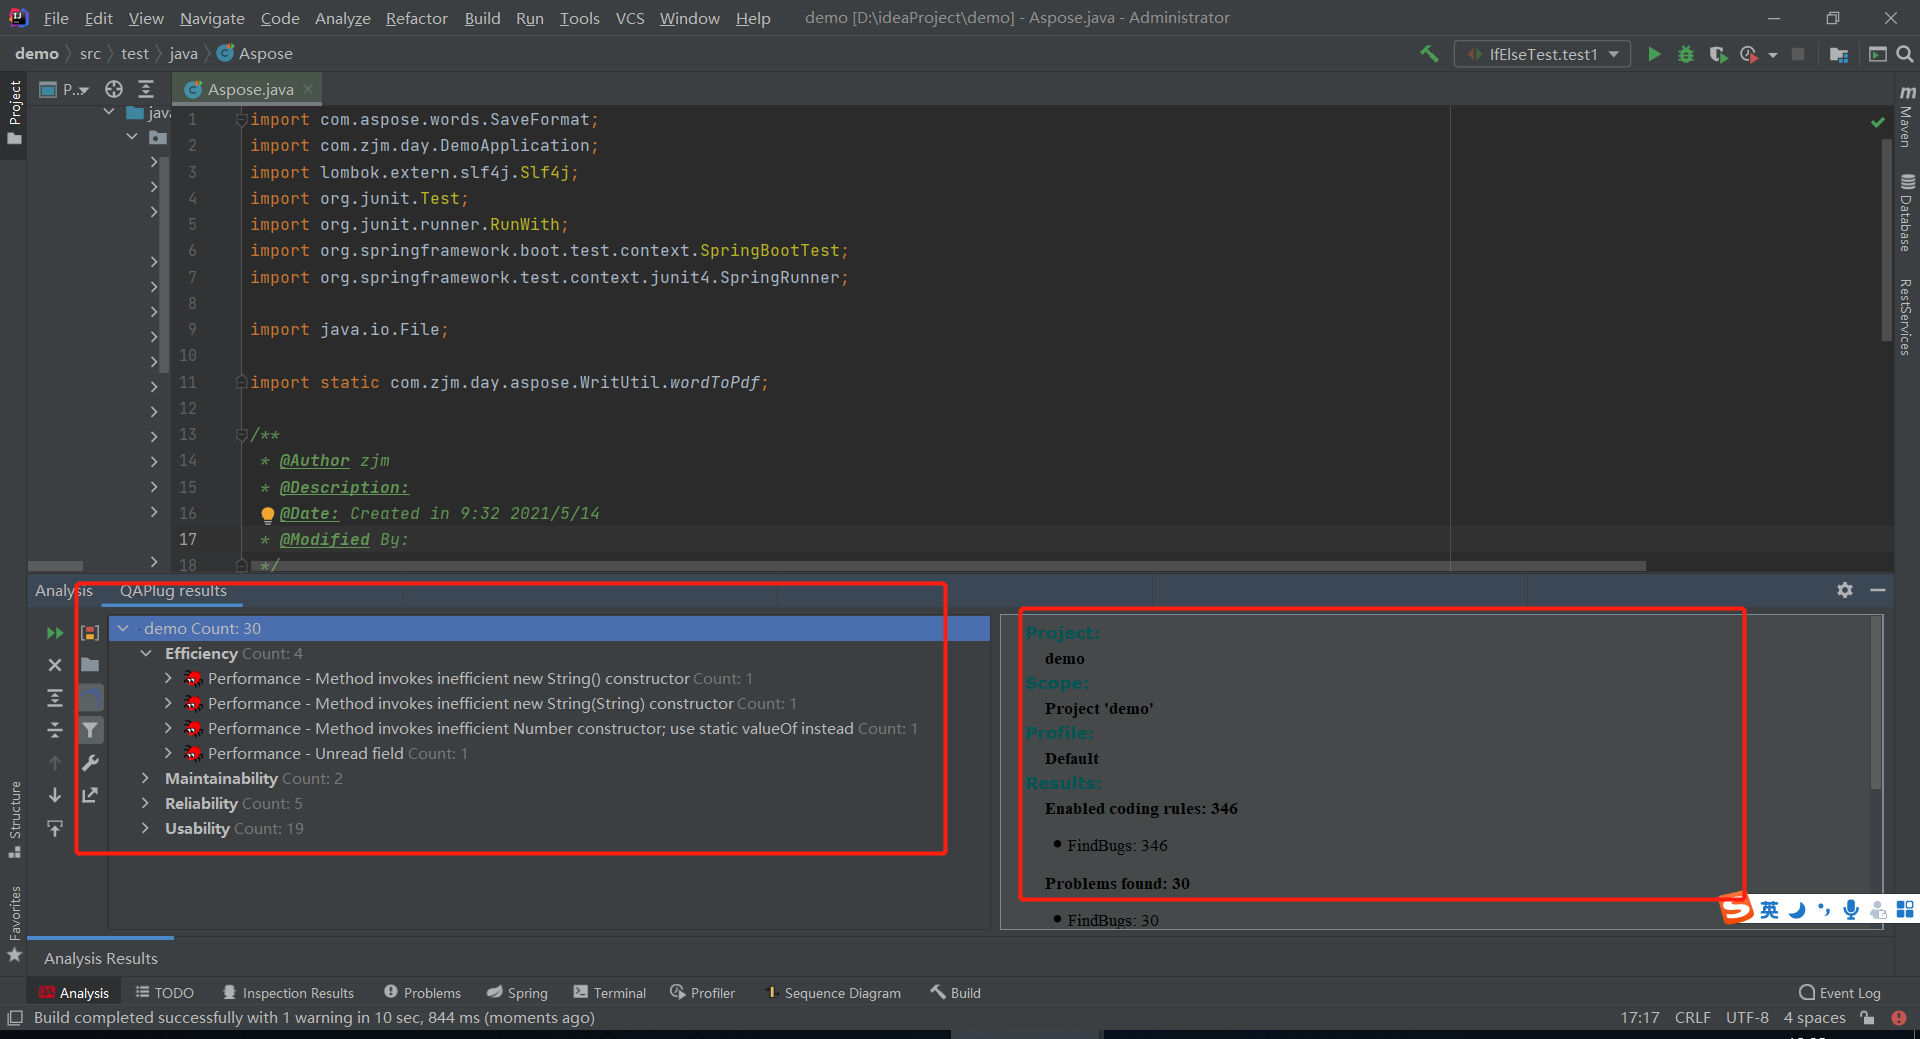 File Edit View Navigate Code Analyze Refactor Build Run Tools VCS Window Help demo [D:\ideaProject\demo] - Aspose.java - Administrator
demo src test java Aspose
IfElseTest.test1
Project
P...
Aspose.java
java
1 import com.aspose.words.SaveFormat;
2 import com.zjm.day.DemoApplication;
3 import lombok.extern.slf4j.Slf4j;
4 import org.junit.Test;
5 import org.junit.runner.RunWith;
6 import org.springframework.boot.test.context.SpringBootTest;
7 import org.springframework.test.context.junit4.SpringRunner;
8
9 import java.io.File;
10
11 import static com.zjm.day.aspose.WritUtil.wordToPdf;
12
13 /**
14 * @Author zjm
15 * @Description:
16 @Date: Created in 9:32 2021/5/14
17 * @Modified By:
18 */
m Maven
Database
RestServices
Analysis QAPlug results
demo Count: 30
Efficiency Count: 4
Performance - Method invokes inefficient new String() constructor Count: 1
Performance - Method invokes inefficient new String(String) constructor Count: 1
Performance - Method invokes inefficient Number constructor; use static valueOf instead Count: 1
Performance - Unread field Count: 1
Maintainability Count: 2
Reliability Count: 5
Usability Count: 19
Project:
demo
Scope:
Project 'demo'
Profile:
Default
Results:
Enabled coding rules: 346
• FindBugs: 346
Problems found: 30
• FindBugs: 30
S 英
Structure
Favorites
Analysis Results
Analysis TODO Inspection Results Problems Spring Terminal Profiler Sequence Diagram Build Event Log
Build completed successfully with 1 warning in 10 sec, 844 ms (moments ago) 17:17 CRLF UTF-8 4 spaces